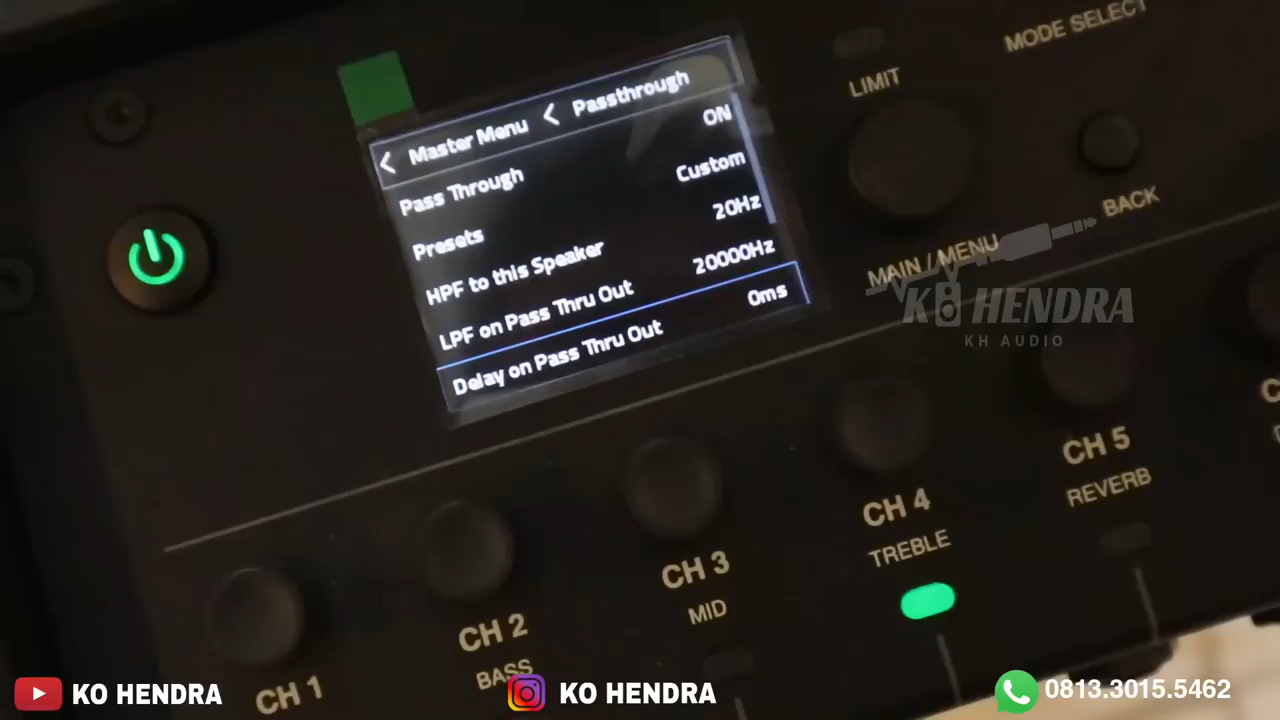 < Master Menu < Passthrough
Pass Through ON
Presets Custom
HPF to this Speaker 20Hz
LPF on Pass Thru Out 20000Hz
Delay on Pass Thru Out 0ms
MODE SELECT
LIMIT
BACK
MAIN / MENU
KO HENDRA
KH AUDIO
CH 5
REVERB
CH 4
TREBLE
CH 3
MID
CH 2
BASS
CH 1
KO HENDRA
KO HENDRA
0813.3015.5462